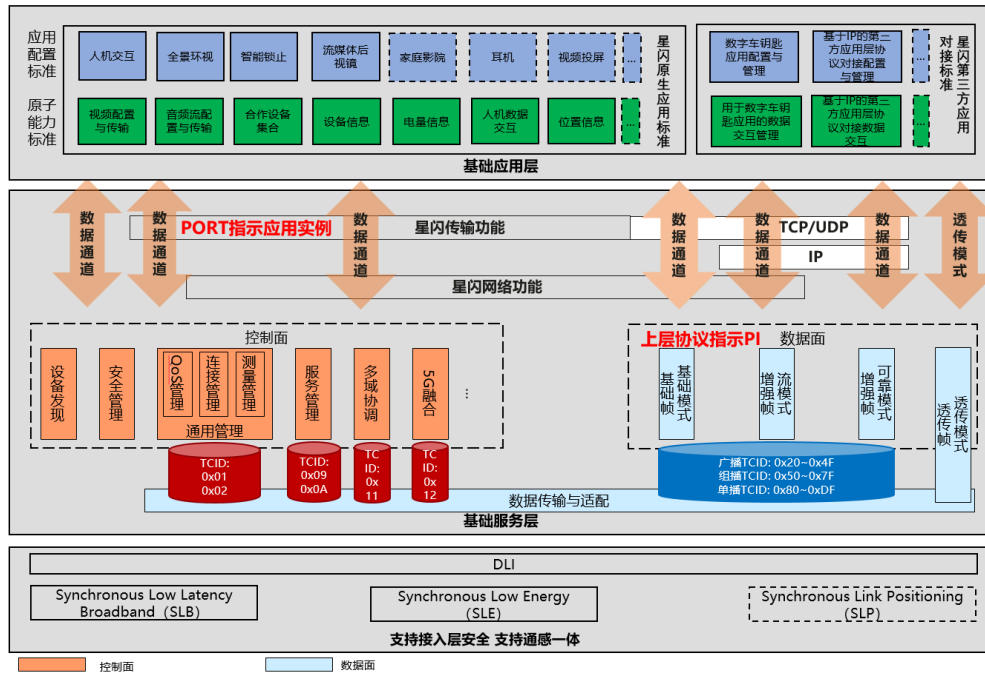 应用
配置
标准
人机交互
全景环视
智能锁止
流媒体后
视镜
家庭影院
耳机
视频投屏
...
星闪原生应用标准
数字车钥匙
应用配置与
管理
基于IP的第三
方应用层协
议对接配置
与管理
...
星闪第三方应用
对接标准
原子
能力
标准
视频配置
与传输
音频流配
置与传输
合作设备
集合
设备信息
电量信息
人机数据
交互
位置信息
...
用于数字车钥
匙应用的数据
交互管理
基于IP的第三
方应用层协
议对接数据
交互
...
基础应用层
数据通道
数据通道
PORT指示应用实例
数据通道
星闪传输功能
数据通道
数据通道
TCP/UDP
IP
数据通道
透传模式
星闪网络功能
控制面
设备发现
安全管理
QoS管理
连接管理
测量管理
通用管理
服务管理
多域协调
5G融合
...
上层协议指示PI
数据面
基础模式
基础帧
流模式
增强帧
可靠模式
增强帧
透传模式
透传帧
TCID:
0x01
0x02
TCID:
0x09
0x0A
TC
ID:
0x
11
TC
ID:
0x
12
广播TCID: 0x20~0x4F
组播TCID: 0x50~0x7F
单播TCID: 0x80~0xDF
数据传输与适配
基础服务层
DLI
Synchronous Low Latency
Broadband（SLB）
Synchronous Low Energy
（SLE）
Synchronous Link Positioning
（SLP）
支持接入层安全 支持通感一体
控制面
数据面